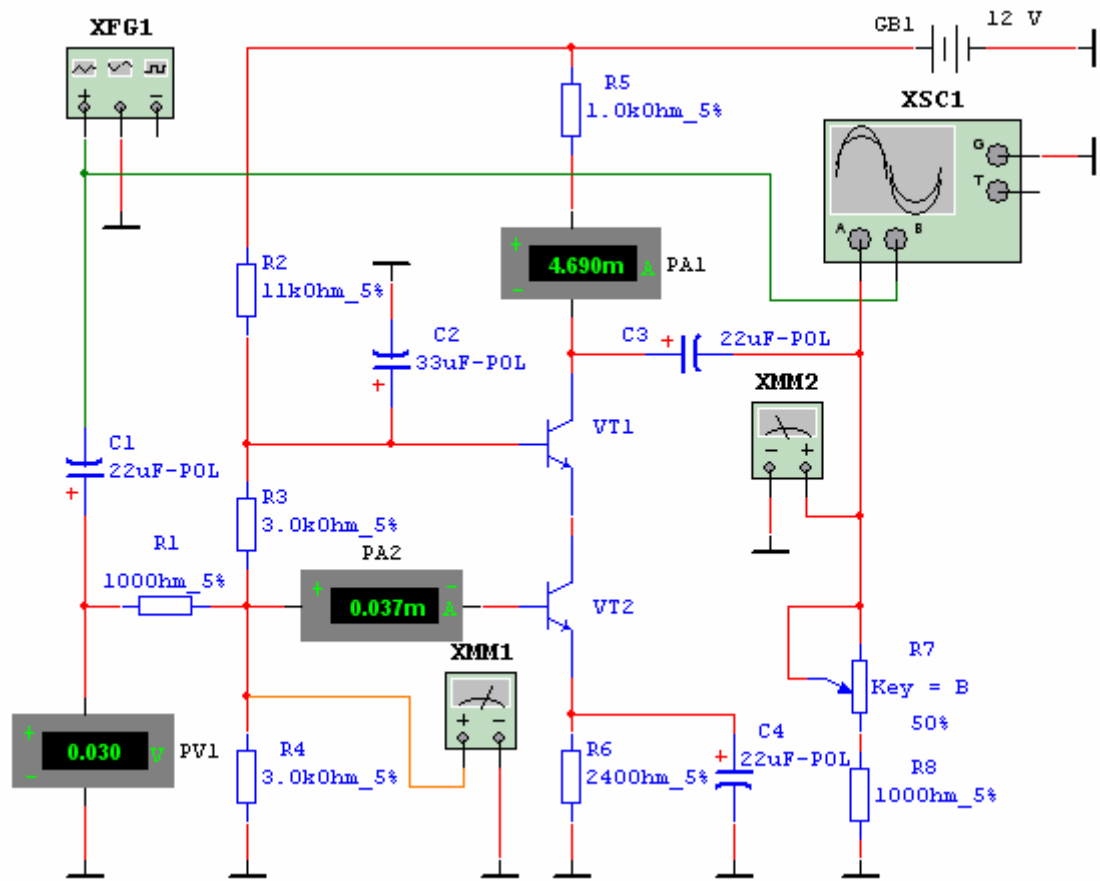 XFG1
GB1
12 V
R5
1.0kOhm_5%
XSC1
+
−
G
T
A
B
R2
11kOhm_5%
+
−
4.690m
A
PA1
C2
33uF-POL
+
C3
+
22uF-POL
XMM2
−
+
C1
22uF-POL
+
VT1
R3
3.0kOhm_5%
R1
100Ohm_5%
PA2
+
−
0.037m
A
VT2
XMM1
+
−
R7
Key = B
50%
+
−
0.030
V
PV1
R4
3.0kOhm_5%
R6
240Ohm_5%
C4
+
22uF-POL
R8
100Ohm_5%